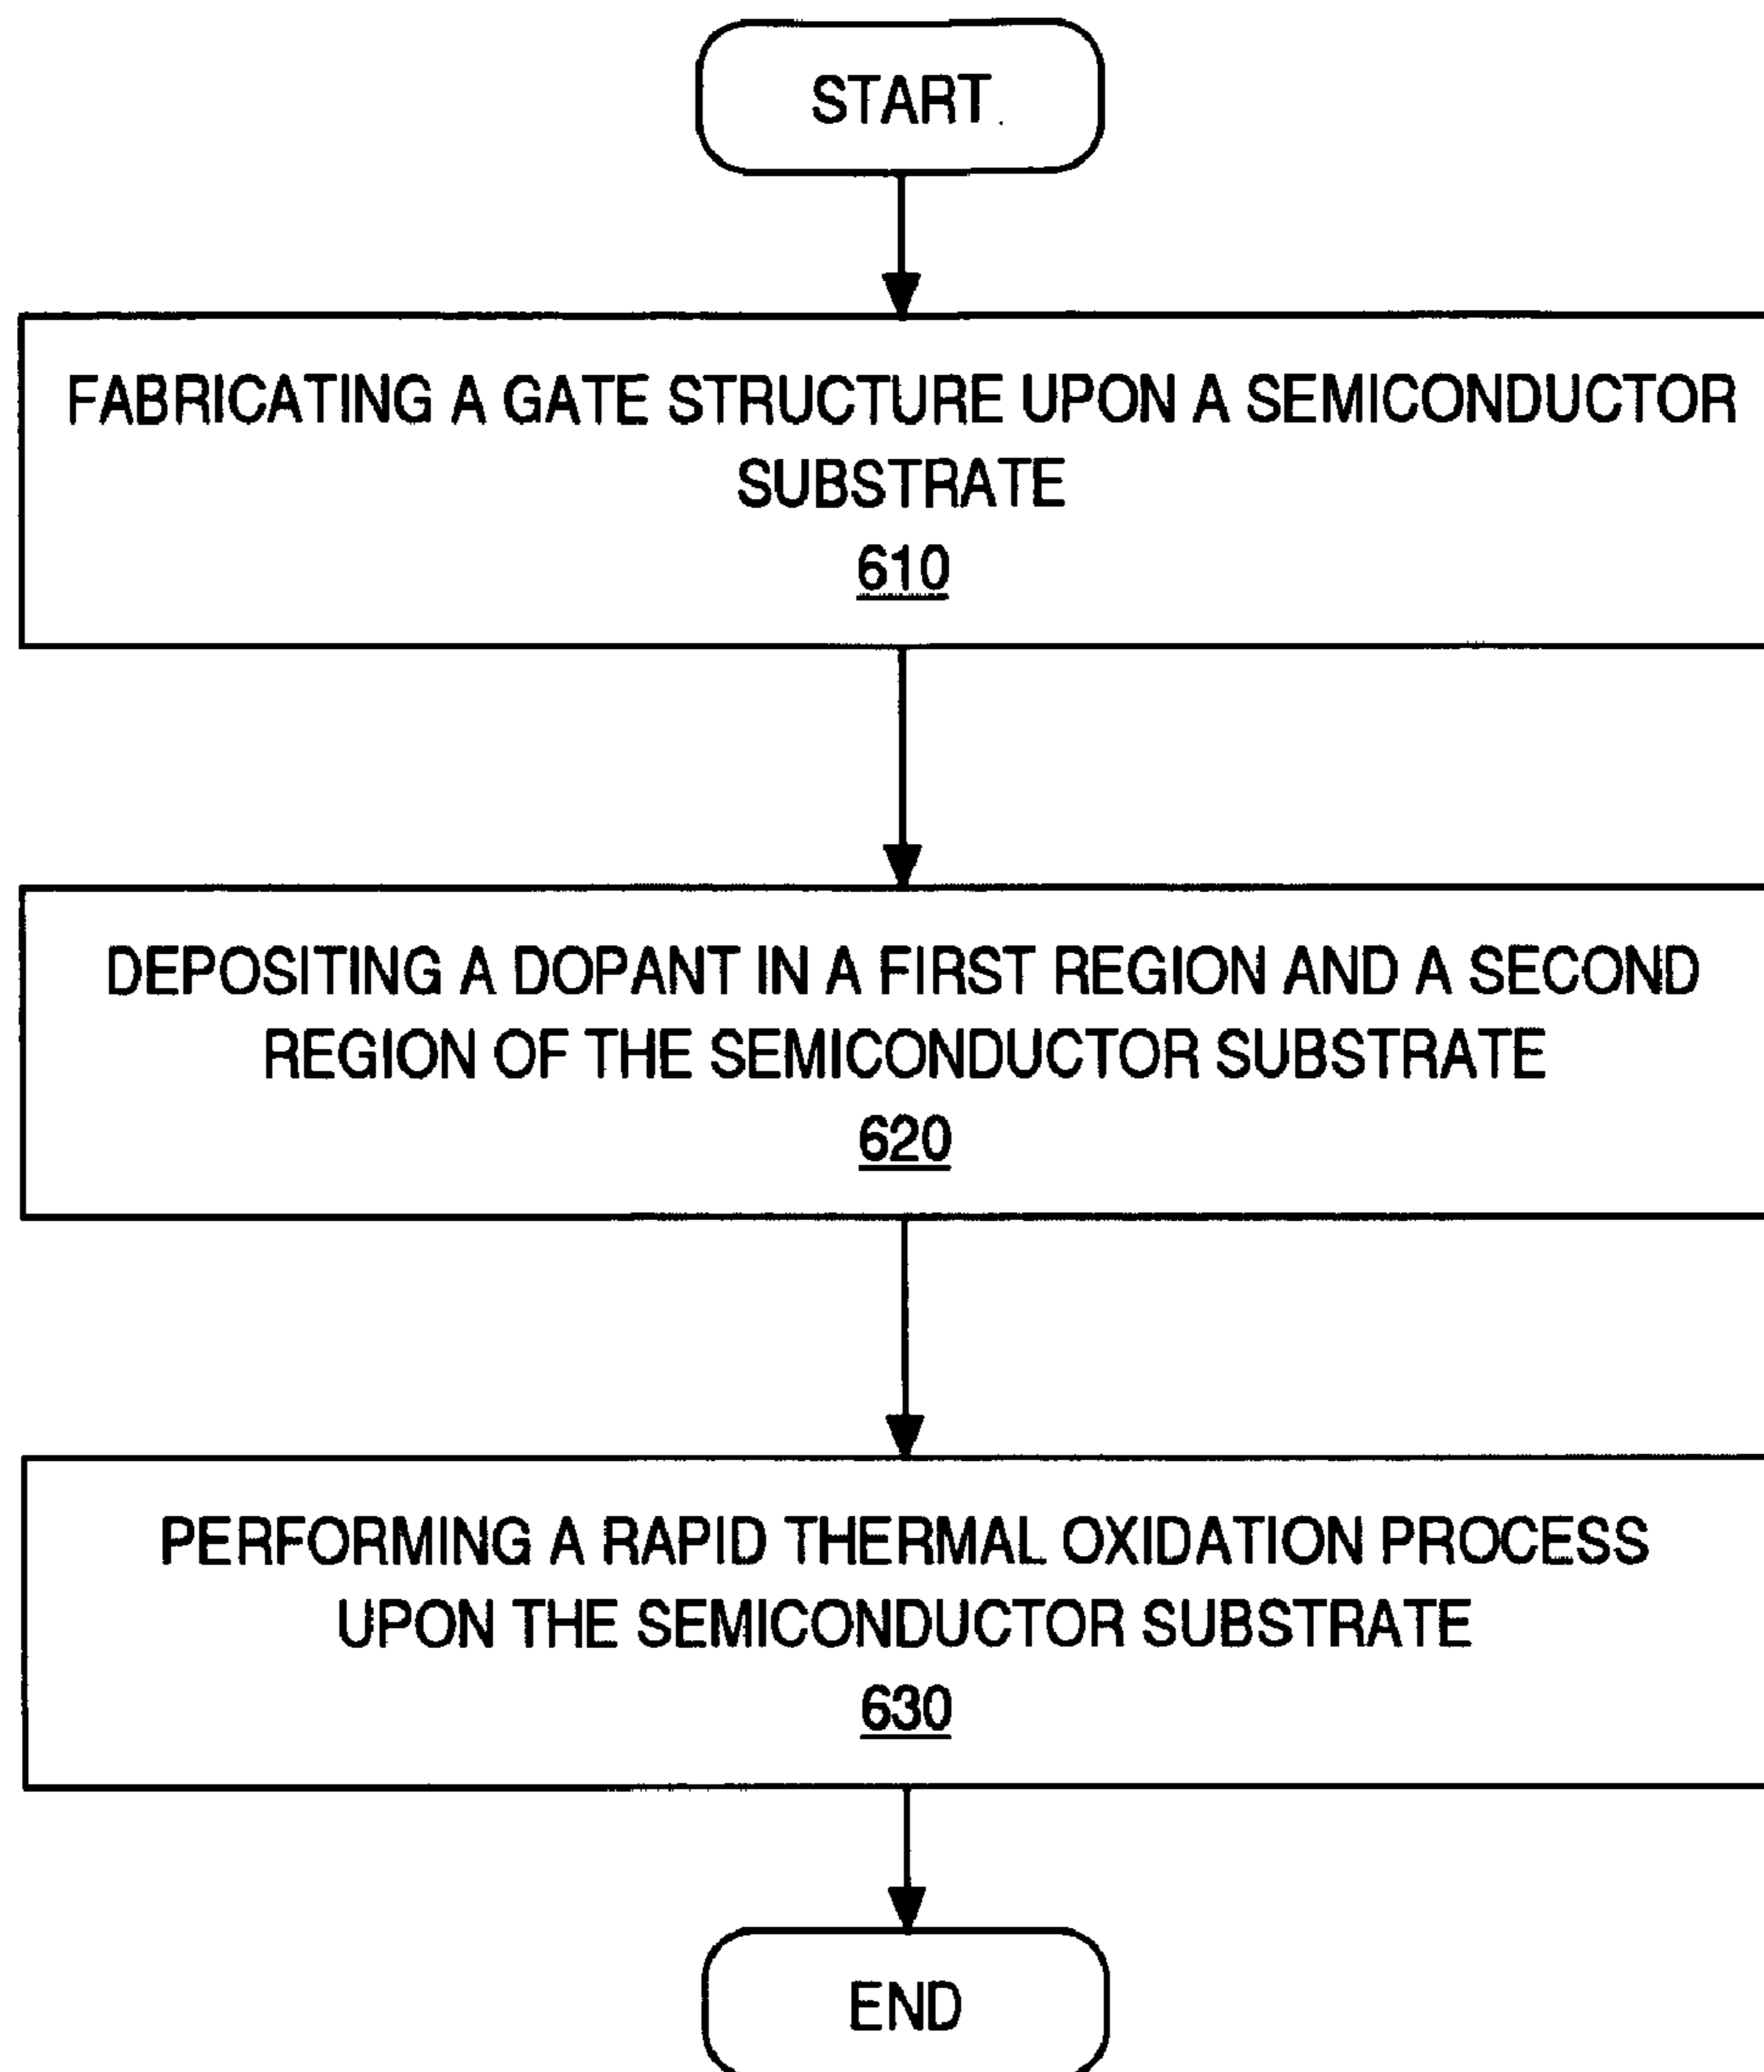 START
FABRICATING A GATE STRUCTURE UPON A SEMICONDUCTOR
SUBSTRATE
610
DEPOSITING A DOPANT IN A FIRST REGION AND A SECOND
REGION OF THE SEMICONDUCTOR SUBSTRATE
620
PERFORMING A RAPID THERMAL OXIDATION PROCESS
UPON THE SEMICONDUCTOR SUBSTRATE
630
END